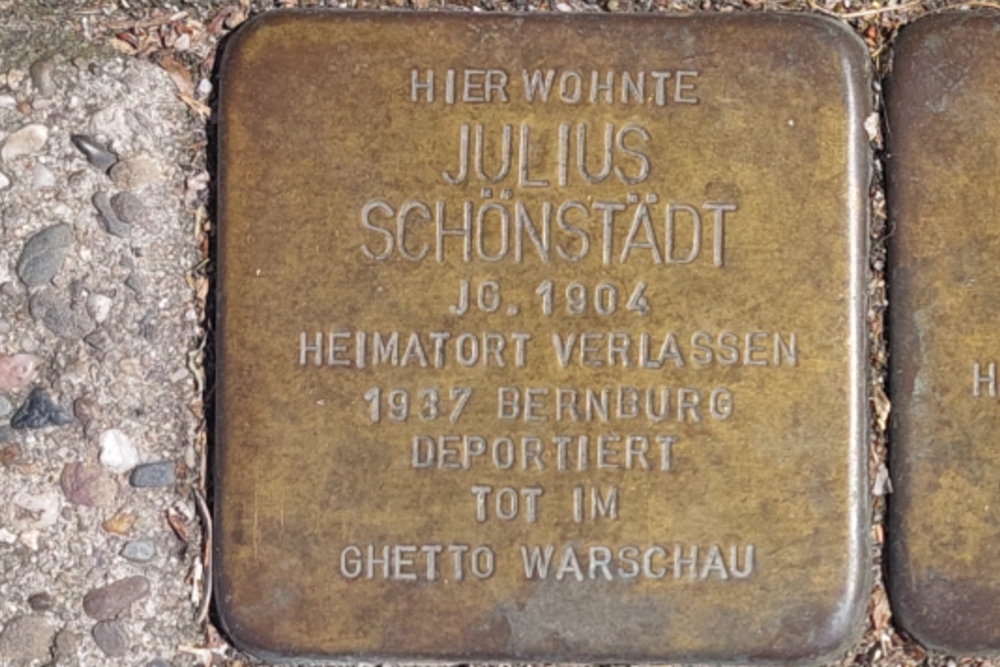 HIER WOHNTE
JULIUS
SCHÖNSTÄDT
JG. 1904
HEIMATORT VERLASSEN
1937 BERNBURG
DEPORTIERT
TOT IM
GHETTO WARSCHAU
H